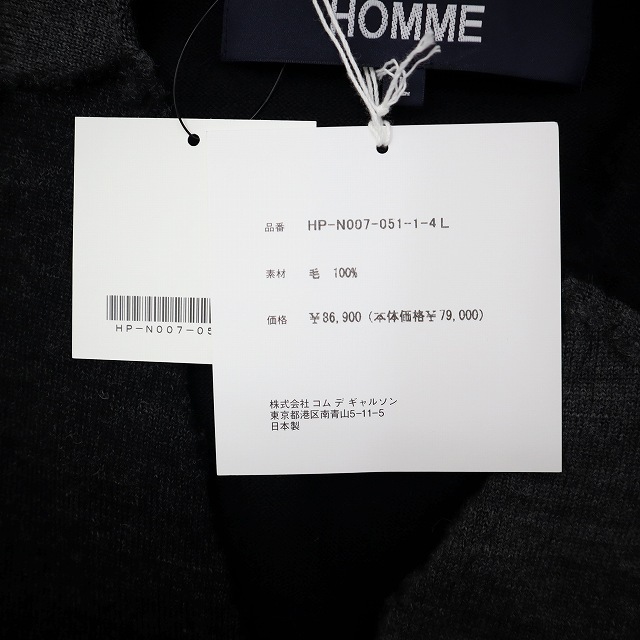 HOMME
品番 HP-N007-051-1-4 L
素材 毛 100%
価格 ¥86,900 (本体価格¥79,000)
HP-N007-05
株式会社 コム デ ギャルソン
東京都港区南青山5-11-5
日本製